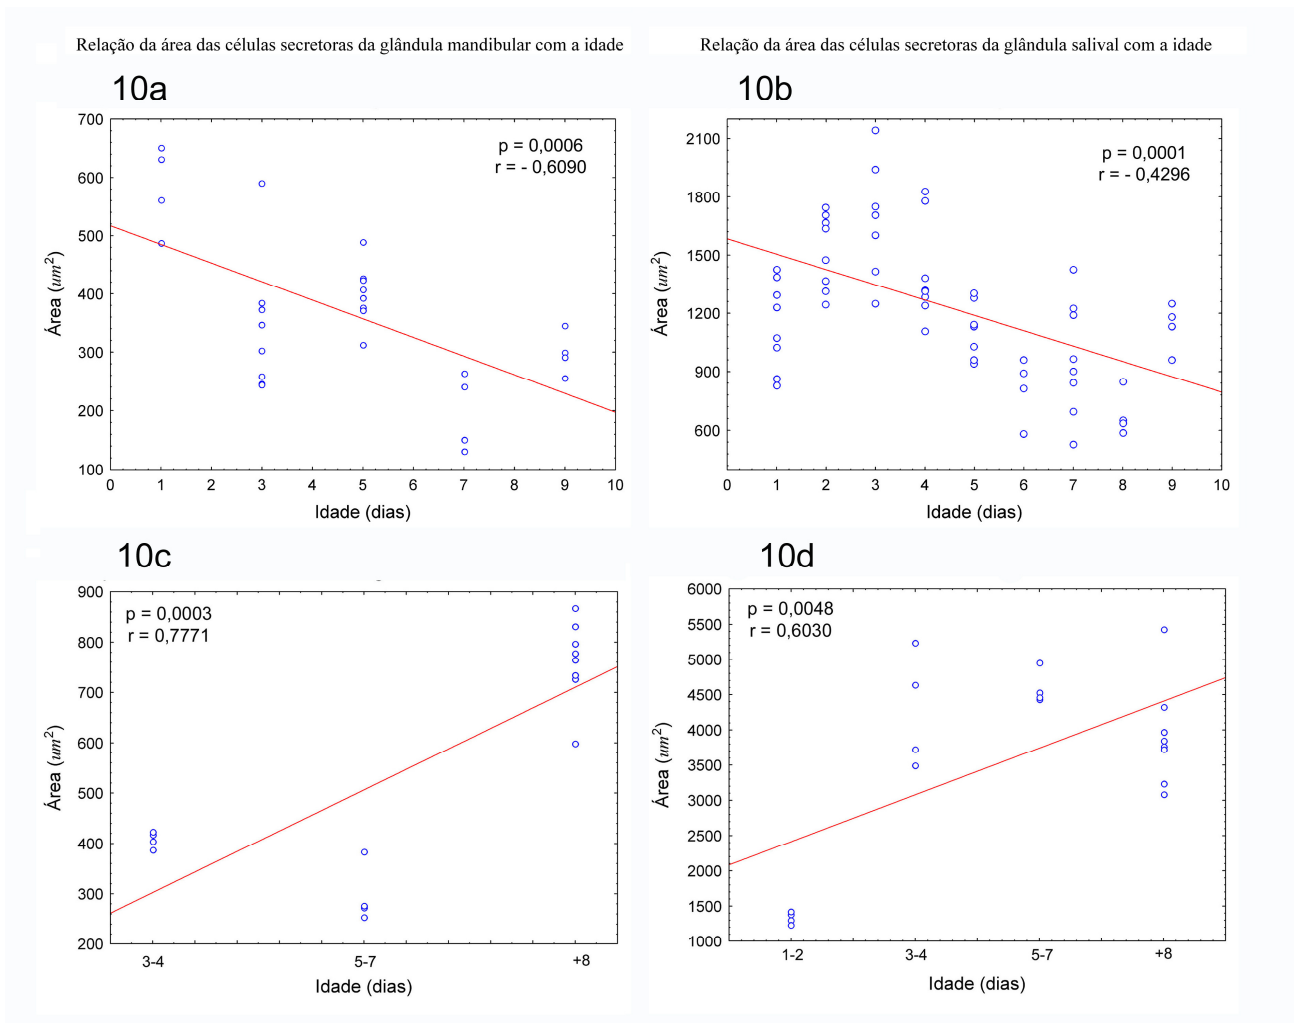 Relação da área das células secretoras da glândula mandibular com a idade
Relação da área das células secretoras da glândula salival com a idade
10a
p = 0,0006
r = - 0,6090
700
600
500
400
300
200
100
Área (um²)
0 1 2 3 4 5 6 7 8 9 10
Idade (dias)
10b
p = 0,0001
r = - 0,4296
2100
1800
1500
1200
900
600
Área (um²)
0 1 2 3 4 5 6 7 8 9 10
Idade (dias)
10c
p = 0,0003
r = 0,7771
900
800
700
600
500
400
300
200
Área (um²)
3-4 5-7 +8
Idade (dias)
10d
p = 0,0048
r = 0,6030
6000
5500
5000
4500
4000
3500
3000
2500
2000
1500
1000
Área (um²)
1-2 3-4 5-7 +8
Idade (dias)